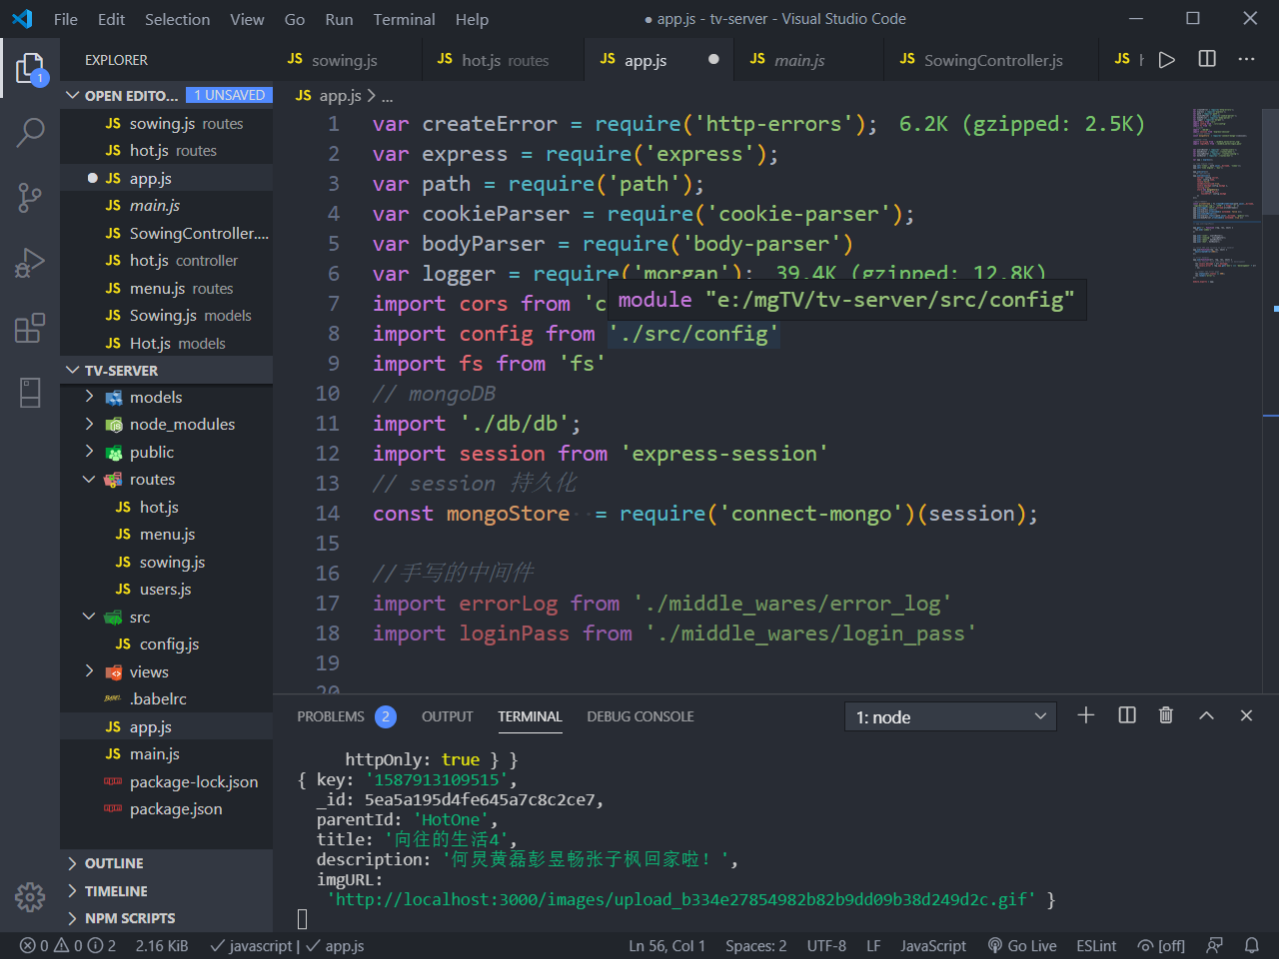 File Edit Selection View Go Run Terminal Help
● app.js - tv-server - Visual Studio Code
1
EXPLORER
OPEN EDITO... 1 UNSAVED
JS sowing.js routes
JS hot.js routes
● JS app.js
JS main.js
JS SowingController....
JS hot.js controller
JS menu.js routes
JS Sowing.js models
JS Hot.js models
TV-SERVER
models
node_modules
public
routes
JS hot.js
JS menu.js
JS sowing.js
JS users.js
src
JS config.js
views
.babelrc
JS app.js
JS main.js
package-lock.json
package.json
OUTLINE
TIMELINE
NPM SCRIPTS
JS sowing.js JS hot.js routes JS app.js ● JS main.js JS SowingController.js JS
JS app.js > ...
1 var createError = require('http-errors'); 6.2K (gzipped: 2.5K)
2 var express = require('express');
3 var path = require('path');
4 var cookieParser = require('cookie-parser');
5 var bodyParser = require('body-parser')
6 var logger = require('morgan'); 39.4K (gzipped: 12.8K)
7 import cors from 'c
module "e:/mgTV/tv-server/src/config"
8 import config from './src/config'
9 import fs from 'fs'
10 // mongoDB
11 import './db/db';
12 import session from 'express-session'
13 // session 持久化
14 const mongoStore = require('connect-mongo')(session);
15
16 //手写的中间件
17 import errorLog from './middle_wares/error_log'
18 import loginPass from './middle_wares/login_pass'
19
20
PROBLEMS 2 OUTPUT TERMINAL DEBUG CONSOLE 1: node
httpOnly: true } }
{ key: '1587913109515',
_id: 5ea5a195d4fe645a7c8c2ce7,
parentId: 'HotOne',
title: '向往的生活4',
description: '何炅黄磊彭昱畅张子枫回家啦！',
imgURL:
'http://localhost:3000/images/upload_b334e27854982b82b9dd09b38d249d2c.gif' }
0 0 2 2.16 KiB javascript | app.js Ln 56, Col 1 Spaces: 2 UTF-8 LF JavaScript Go Live ESLint [off]